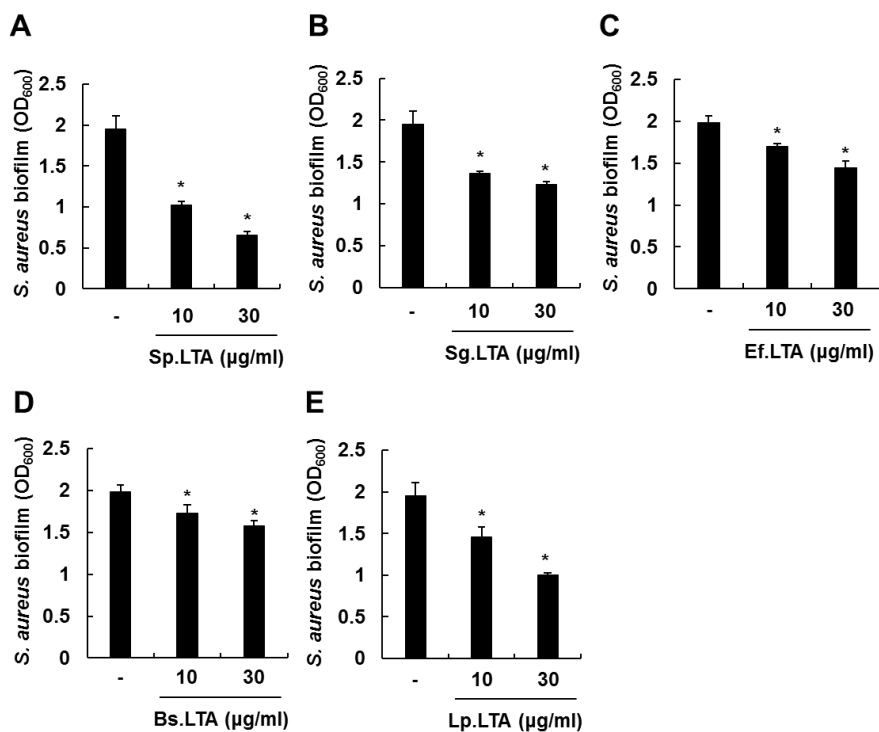 A
S. aureus biofilm (OD600)
2.5
2
1.5
1
0.5
0
*
*
- 10 30
Sp.LTA (µg/ml)
B
S. aureus biofilm (OD600)
2.5
2
1.5
1
0.5
0
*
*
- 10 30
Sg.LTA (µg/ml)
C
S. aureus biofilm (OD600)
2.5
2
1.5
1
0.5
0
*
*
- 10 30
Ef.LTA (µg/ml)
D
S. aureus biofilm (OD600)
2.5
2
1.5
1
0.5
0
*
*
- 10 30
Bs.LTA (µg/ml)
E
S. aureus biofilm (OD600)
2.5
2
1.5
1
0.5
0
*
*
- 10 30
Lp.LTA (µg/ml)